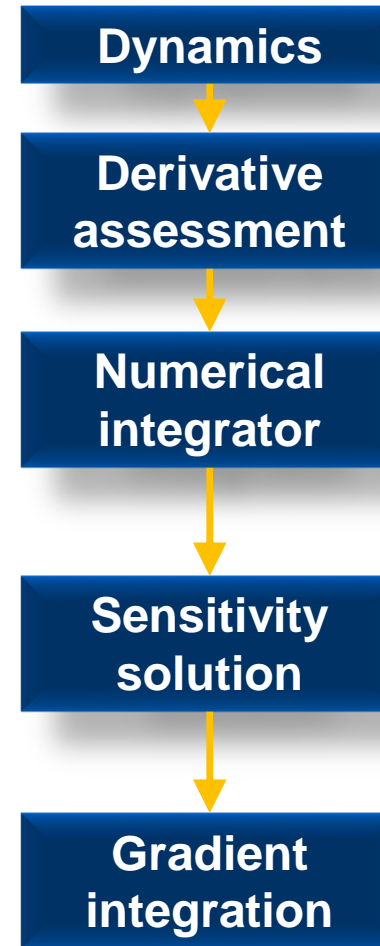 Dynamics
Derivative
assessment
Numerical
integrator
Sensitivity
solution
Gradient
integration